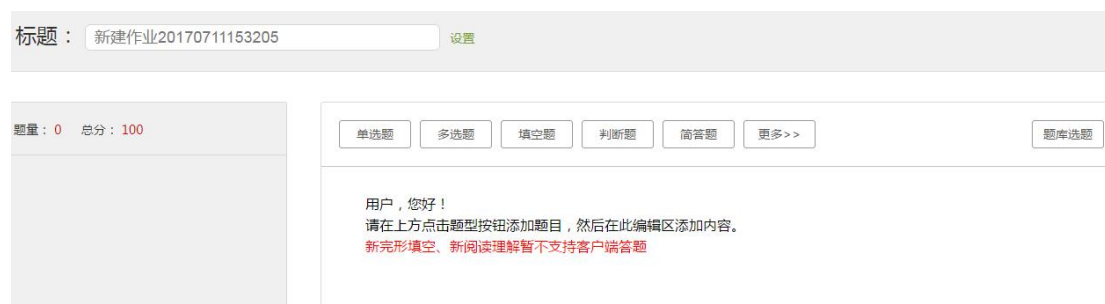 标题： 新建作业20170711153205 设置
题量：0 总分：100
单选题 多选题 填空题 判断题 简答题 更多>> 题库选题
用户，您好！
请在上方点击题型按钮添加题目，然后在此编辑区添加内容。
新完形填空、新阅读理解暂不支持客户端答题